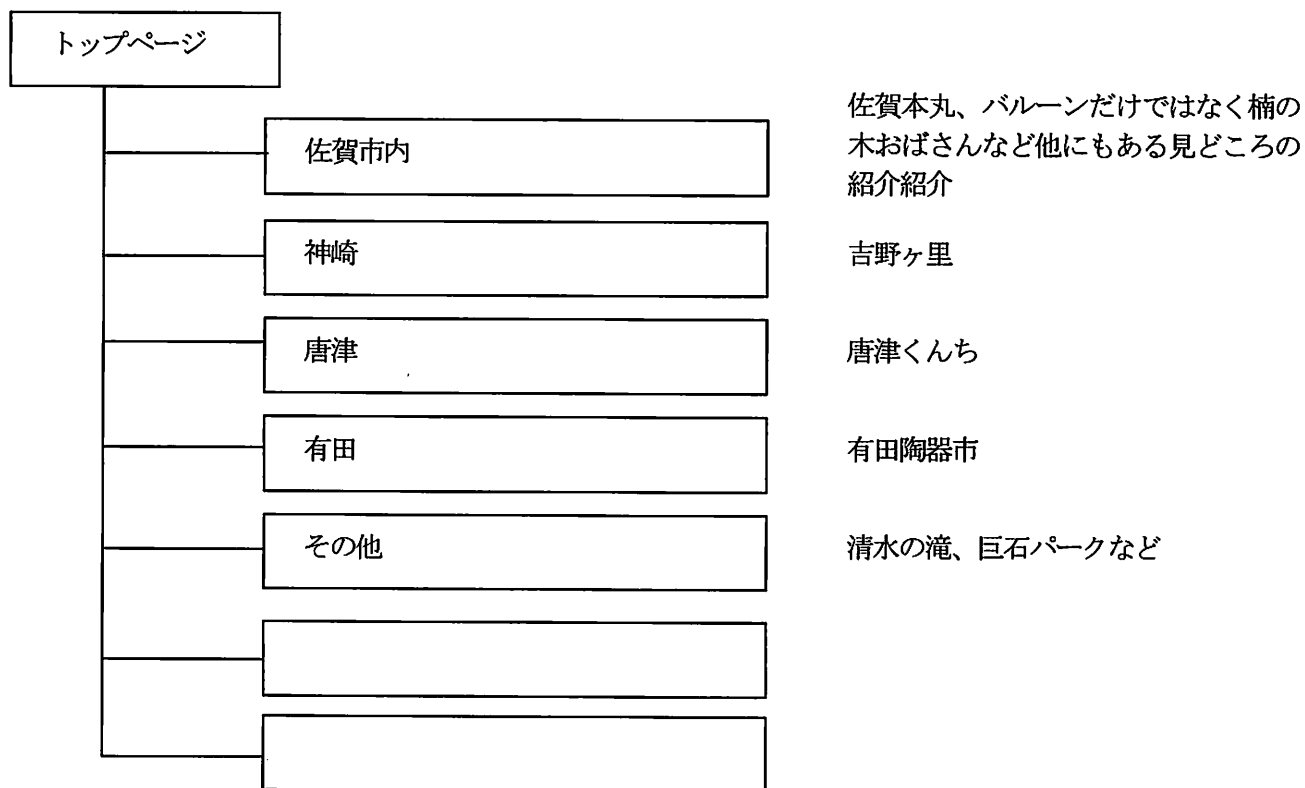 トップページ
佐賀市内
佐賀本丸、バルーンだけではなく楠の
木おばさんなど他にもある見どころの
紹介紹介
神崎
吉野ヶ里
唐津
唐津くんち
有田
有田陶器市
その他
清水の滝、巨石パークなど